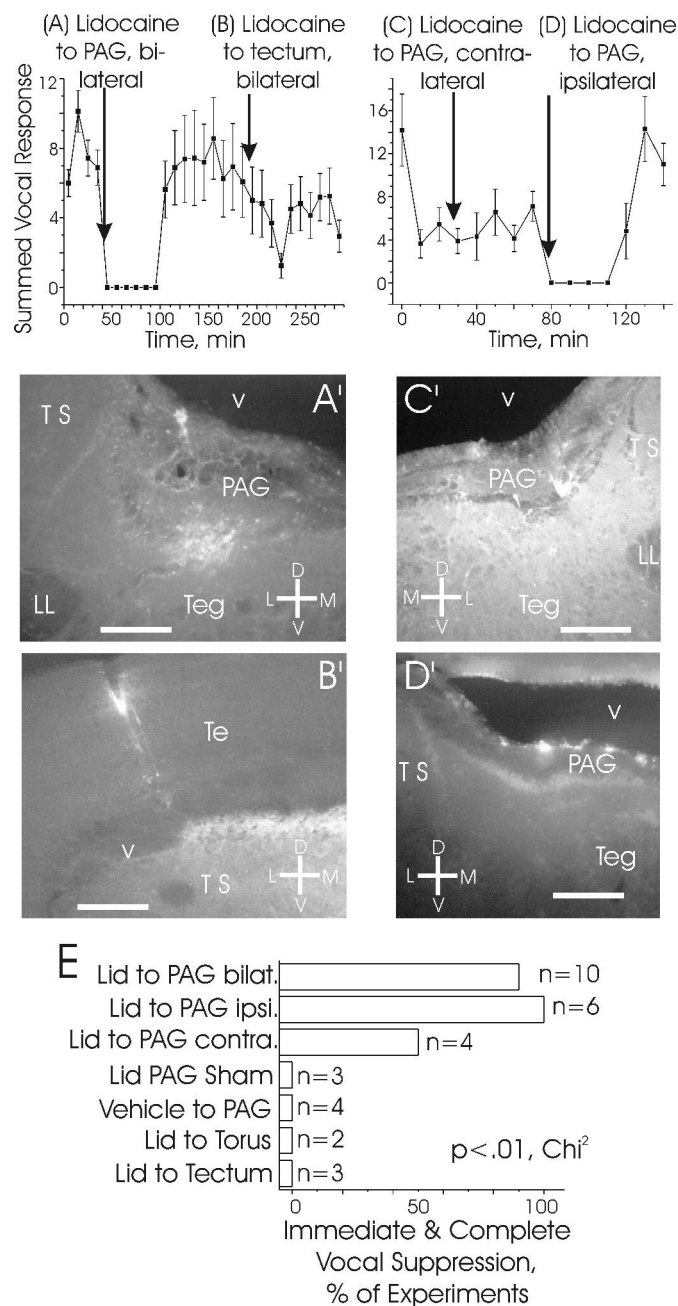 (A) Lidocaine to PAG, bi-lateral
(B) Lidocaine to tectum, bilateral
(C) Lidocaine to PAG, contra-lateral
(D) Lidocaine to PAG, ipsilateral
Summed Vocal Response
12
8
4
0
0 50 100 150 200 250
Time, min
16
12
8
4
0
0 40 80 120
Time, min
A'
T S
V
PAG
LL
Teg
D
L M
V
C'
V
PAG
T S
LL
Teg
D
M L
V
B'
Te
V
T S
D
L M
V
D'
V
PAG
T S
Teg
D
L M
V
E
Lid to PAG bilat. n=10
Lid to PAG ipsi. n=6
Lid to PAG contra. n=4
Lid PAG Sham n=3
Vehicle to PAG n=4
Lid to Torus n=2
Lid to Tectum n=3
p<.01, Chi²
0 50 100
Immediate & Complete
Vocal Suppression,
% of Experiments